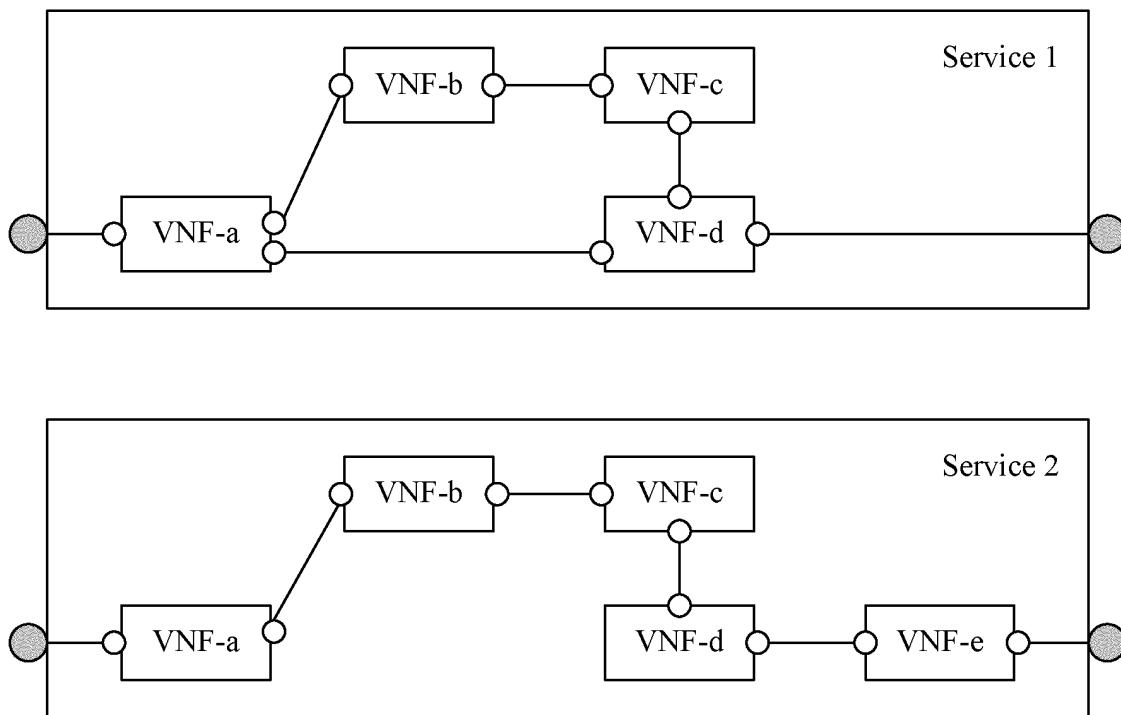 Service 1
VNF-b
VNF-c
VNF-a
VNF-d
Service 2
VNF-b
VNF-c
VNF-a
VNF-d
VNF-e